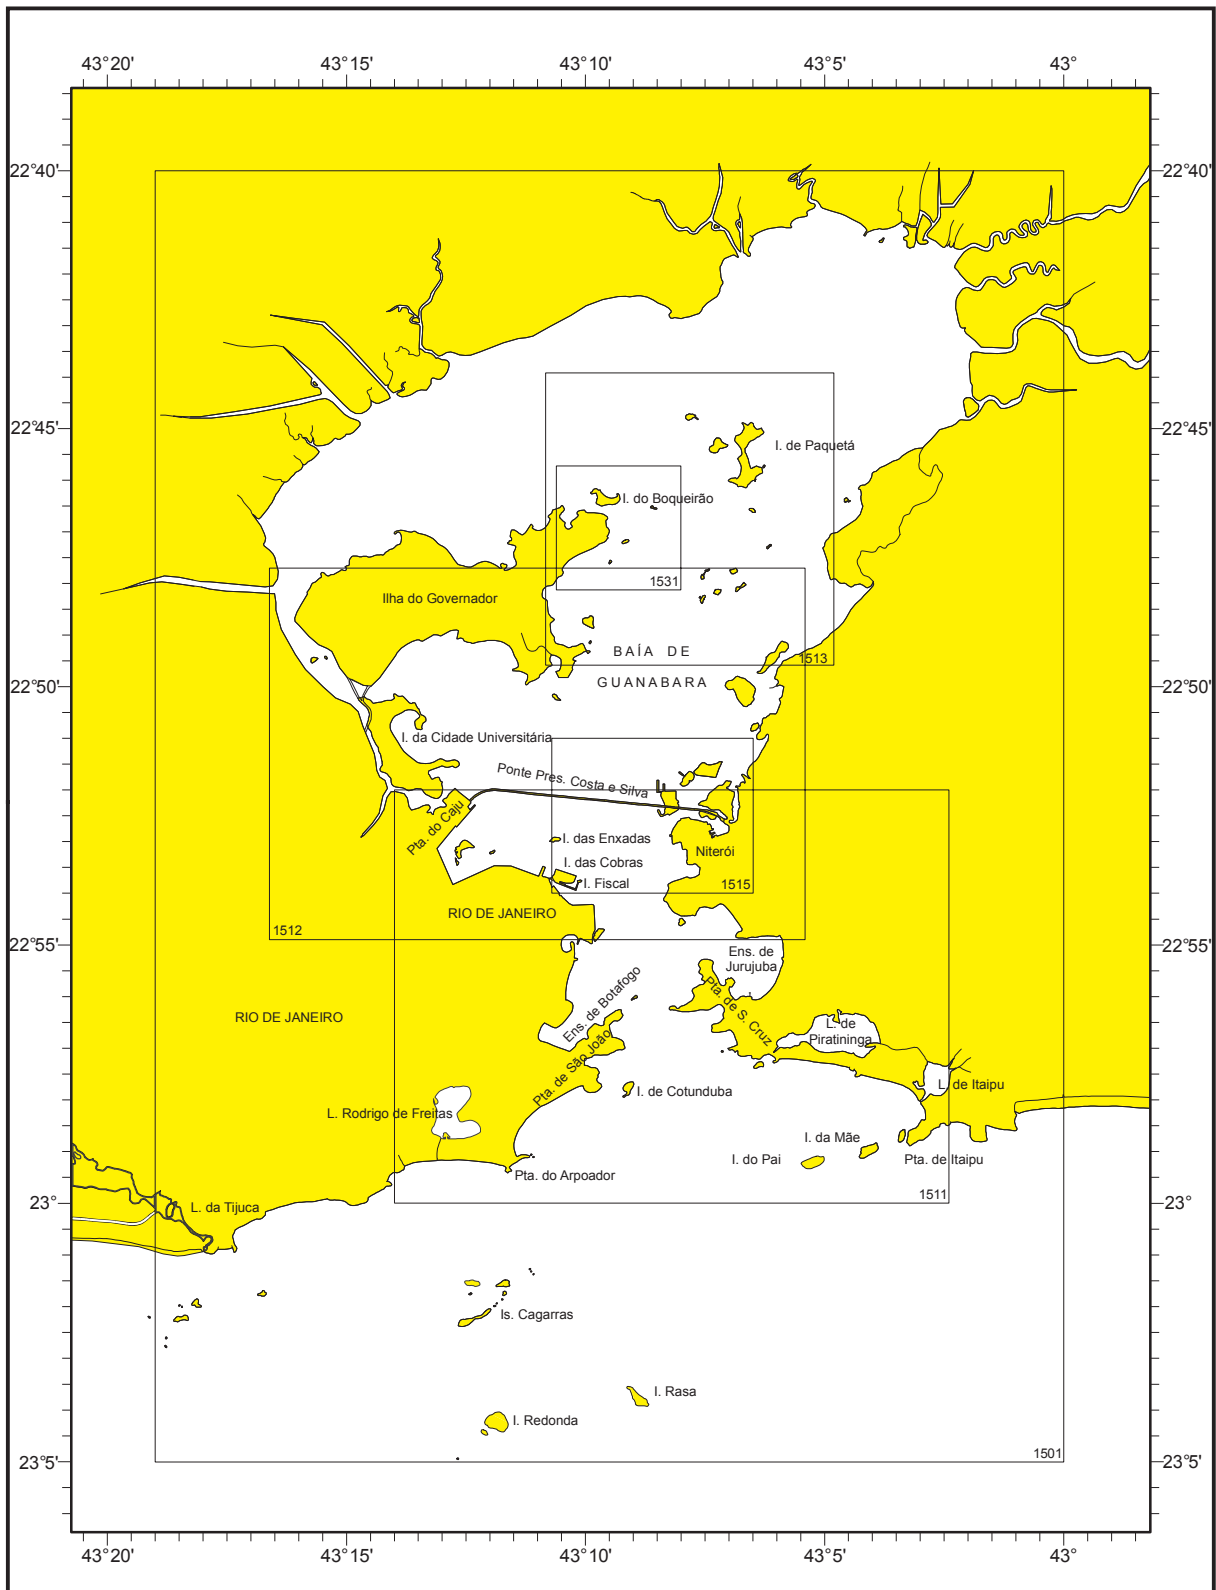 43°20' 43°15' 43°10' 43°5' 43°
22°40' 22°40'
22°45' 22°45'
I. de Paquetá
I. do Boqueirão
1531
Ilha do Governador
BAÍA DE
1513
GUANABARA
22°50' 22°50'
I. da Cidade Universitária
Ponte Pres. Costa e Silva
Pta. do Caju
I. das Enxadas
Niterói
I. das Cobras
I. Fiscal
1515
RIO DE JANEIRO
1512
22°55' 22°55'
Ens. de
Jurujuba
Ens. de Botafogo
Pta. de S. Cruz
RIO DE JANEIRO
L. de
Piratininga
Pta. de São João
L. de Itaipu
I. de Cotunduba
L. Rodrigo de Freitas
I. da Mãe
I. do Pai
Pta. de Itaipu
Pta. do Arpoador
1511
23° 23°
L. da Tijuca
Is. Cagarras
I. Rasa
I. Redonda
1501
23°5' 23°5'
43°20' 43°15' 43°10' 43°5' 43°